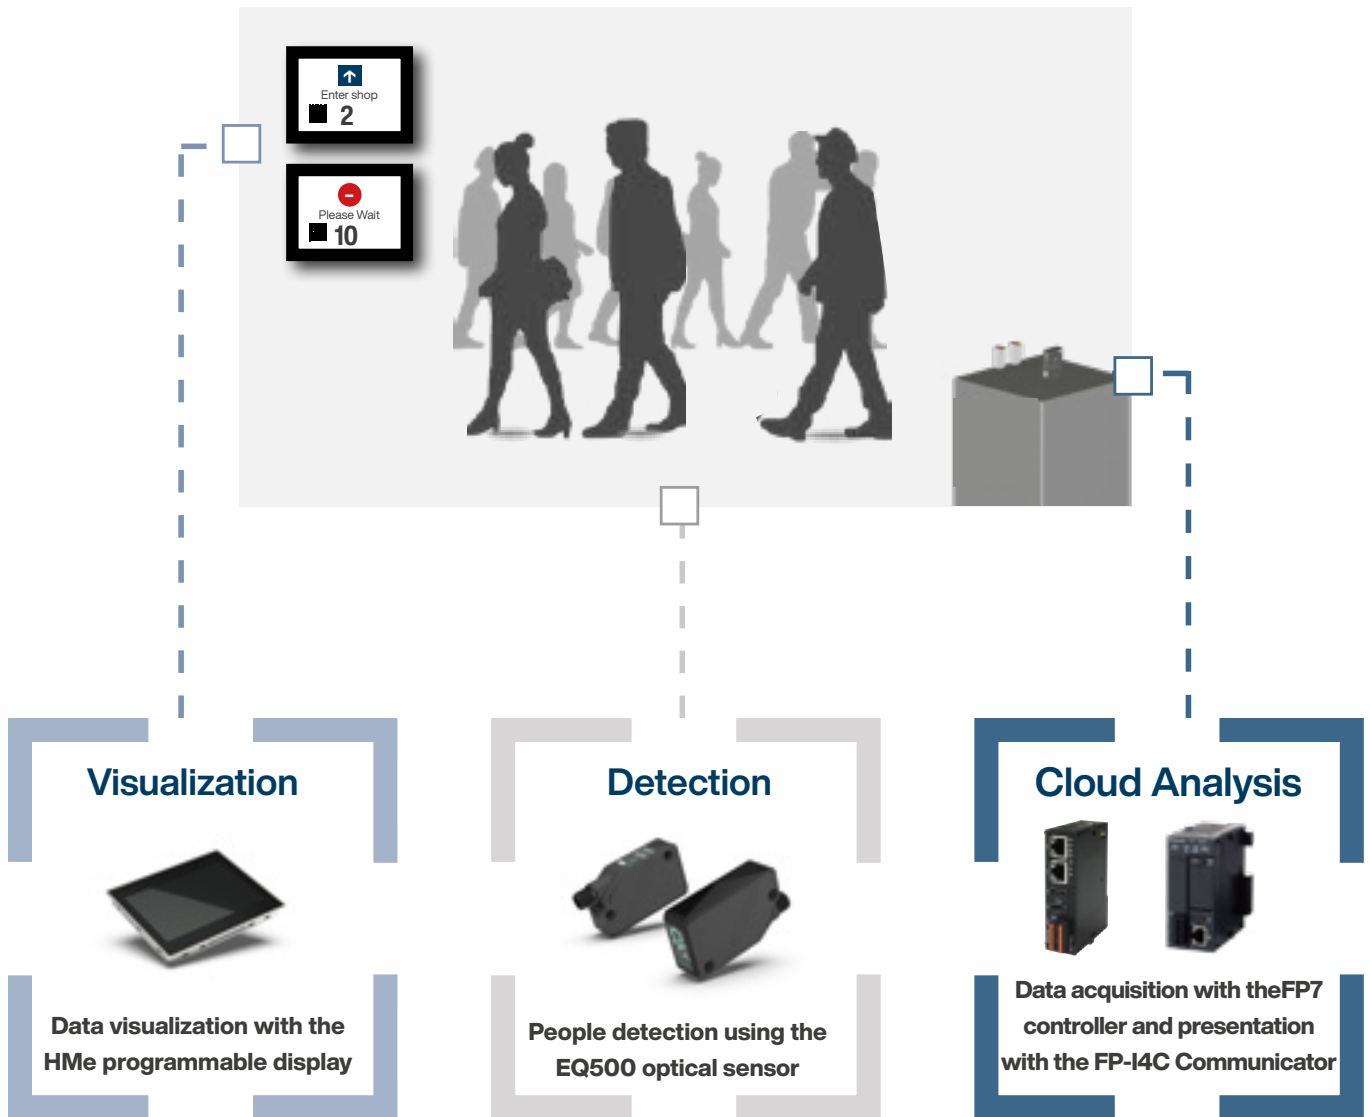 Enter shop
2
Please Wait
10
Visualization
Data visualization with the
HMe programmable display
Detection
People detection using the
EQ500 optical sensor
Cloud Analysis
Data acquisition with theFP7
controller and presentation
with the FP-I4C Communicator